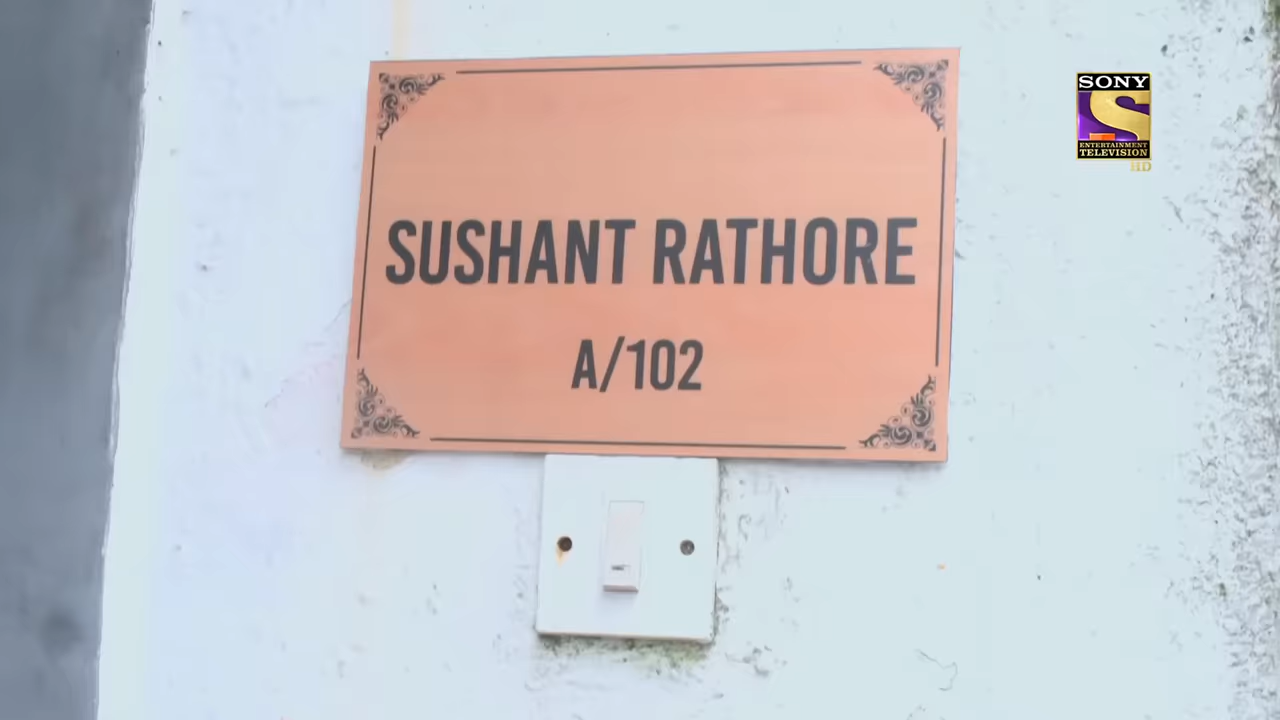 SUSHANT RATHORE
A/102
SONY
ENTERTAINMENT
TELEVISION
HD